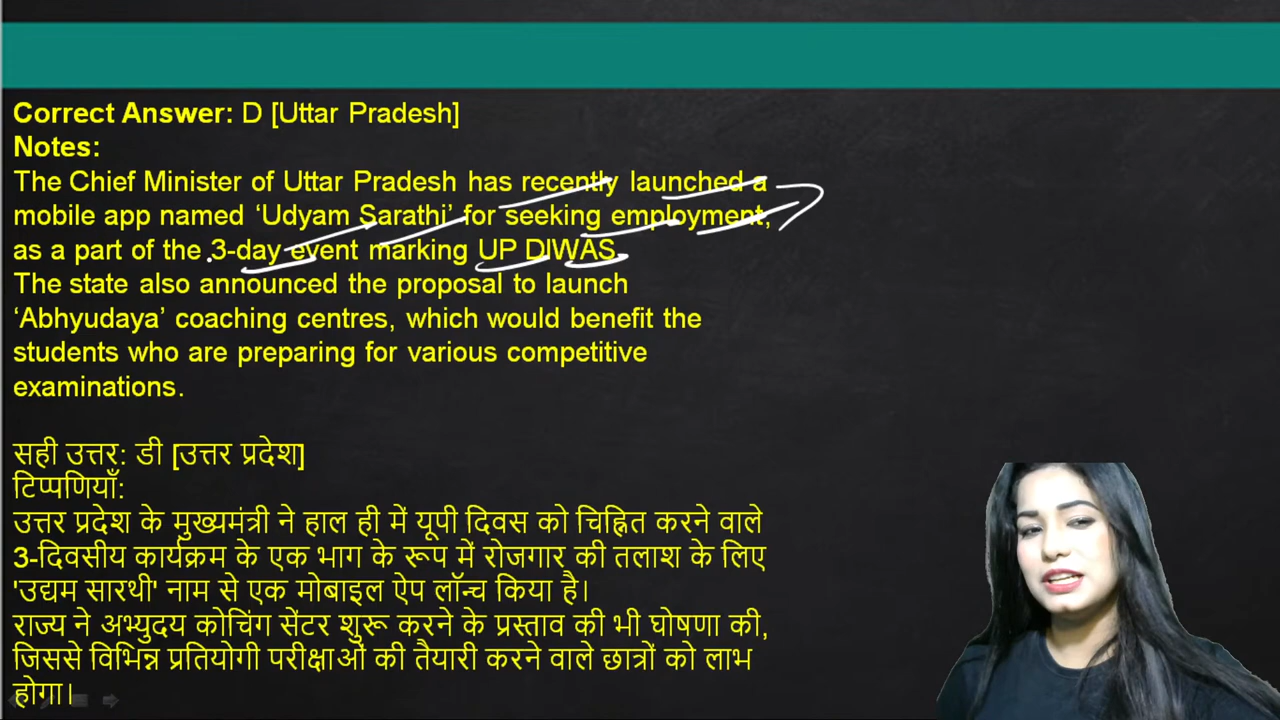 Correct Answer: D [Uttar Pradesh]
Notes:
The Chief Minister of Uttar Pradesh has recently launched a
mobile app named ‘Udyam Sarathi’ for seeking employment,
as a part of the 3-day event marking UP DIWAS.
The state also announced the proposal to launch
‘Abhyudaya’ coaching centres, which would benefit the
students who are preparing for various competitive
examinations.
सही उत्तर: डी [उत्तर प्रदेश]
टिप्पणियाँ:
उत्तर प्रदेश के मुख्यमंत्री ने हाल ही में यूपी दिवस को चिह्नित करने वाले
3-दिवसीय कार्यक्रम के एक भाग के रूप में रोजगार की तलाश के लिए
'उद्यम सारथी' नाम से एक मोबाइल ऐप लॉन्च किया है।
राज्य ने अभ्युदय कोचिंग सेंटर शुरू करने के प्रस्ताव की भी घोषणा की,
जिससे विभिन्न प्रतियोगी परीक्षाओं की तैयारी करने वाले छात्रों को लाभ
होगा।